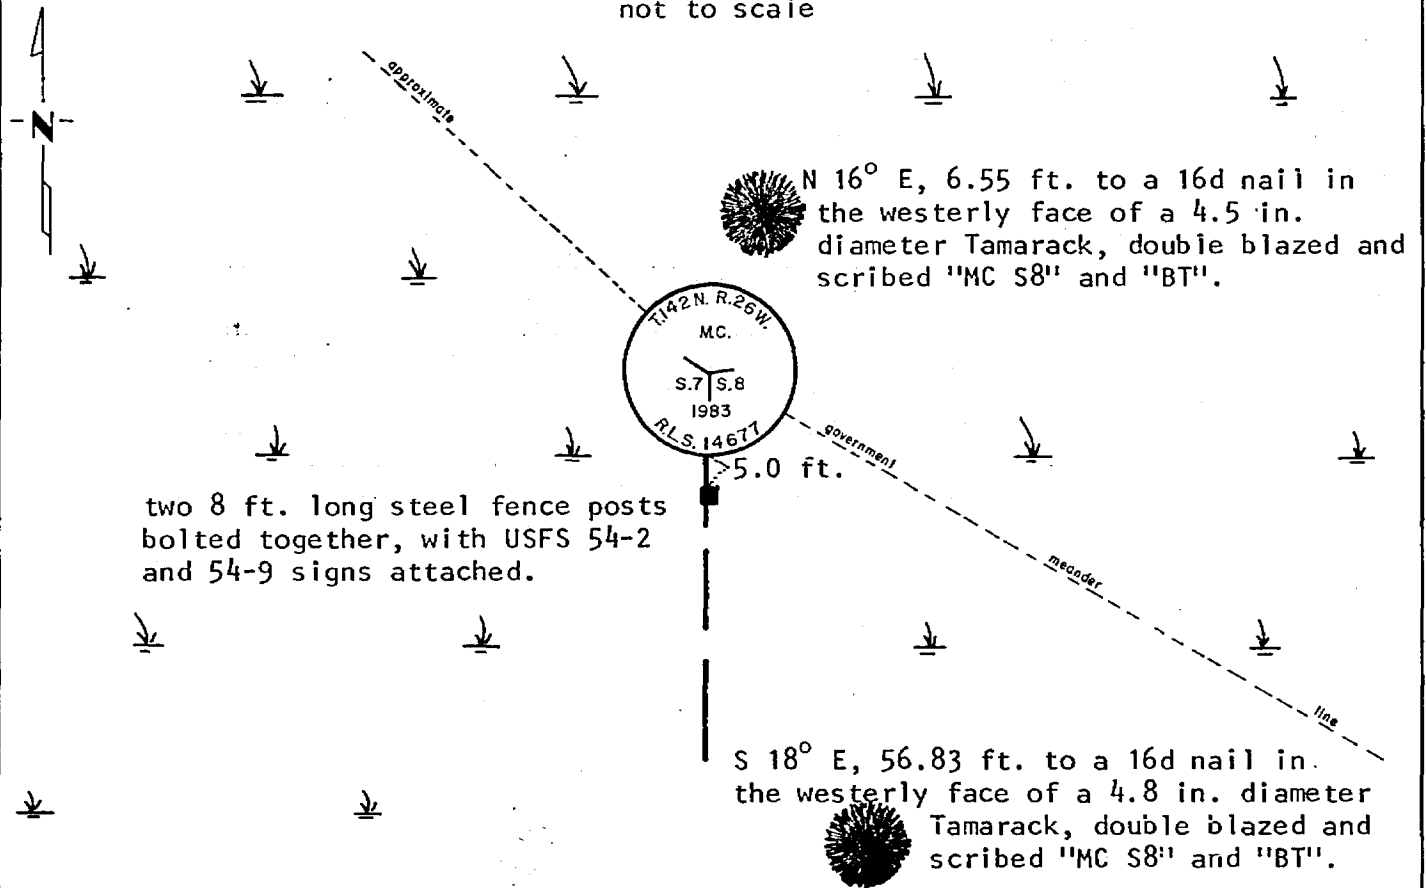 not to scale
N
approximate
N 16° E, 6.55 ft. to a 16d nail in
the westerly face of a 4.5 in.
diameter Tamarack, double blazed and
scribed "MC S8" and "BT".
T.142 N. R.26W.
M.C.
S.7 S.8
1983
R.L.S. 14677
government
5.0 ft.
two 8 ft. long steel fence posts
bolted together, with USFS 54-2
and 54-9 signs attached.
meander
line
S 18° E, 56.83 ft. to a 16d nail in
the westerly face of a 4.8 in. diameter
Tamarack, double blazed and
scribed "MC S8" and "BT".